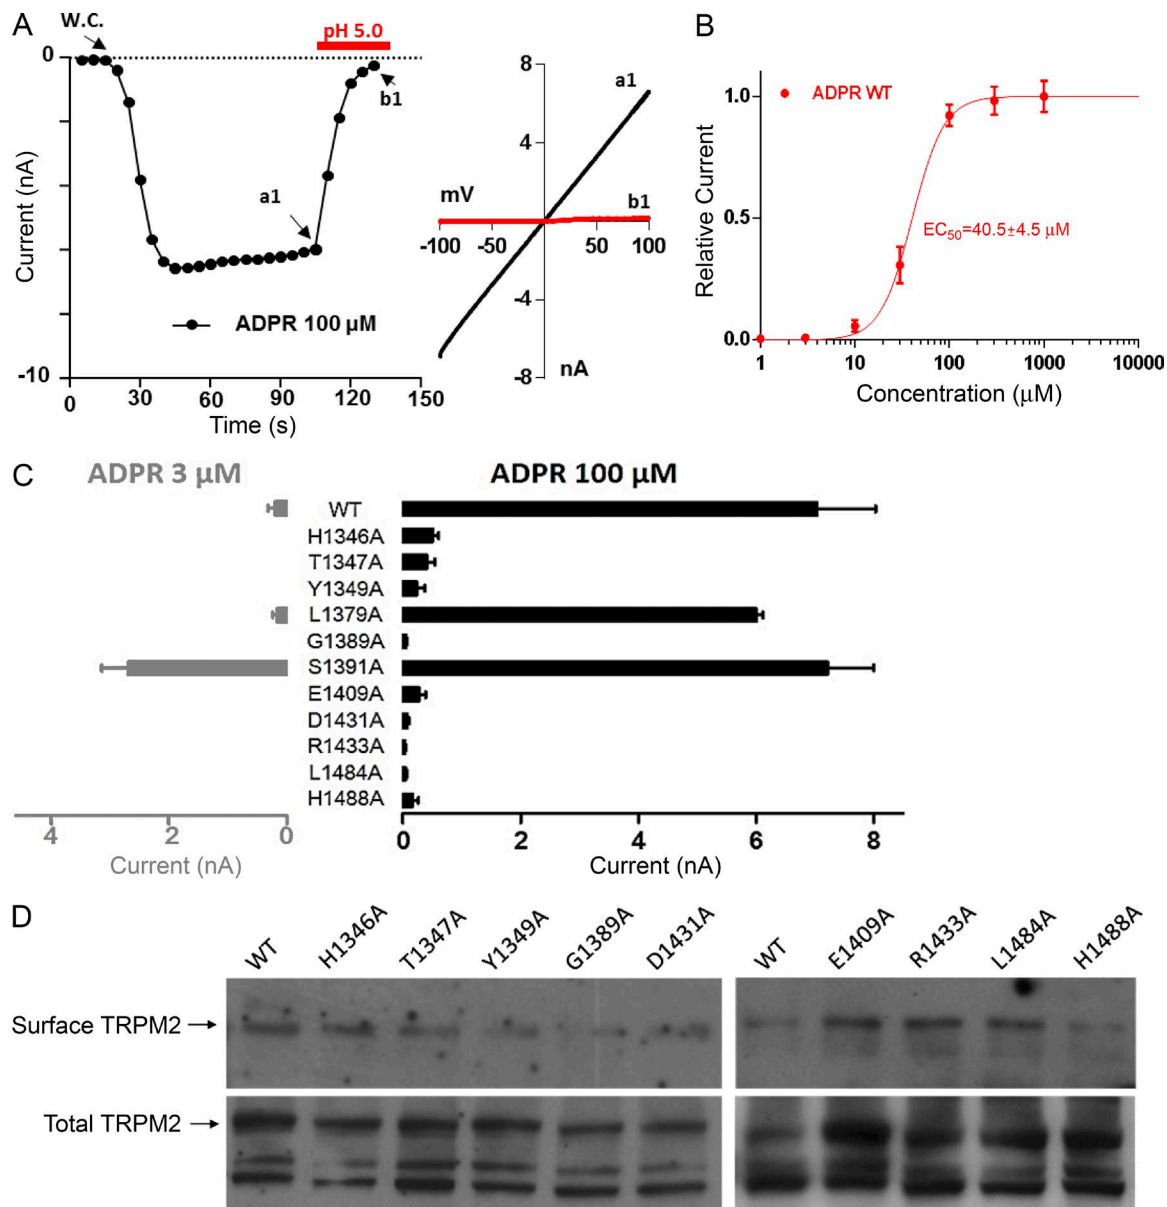 A
W.C.
pH 5.0
0
b1
a1
ADPR 100 µM
-10
Current (nA)
0 30 60 90 120 150
Time (s)
8
a1
4
mV
b1
-100 -50 50 100
-4
-8
nA
B
1.0
ADPR WT
0.5
EC50=40.5±4.5 µM
0.0
Relative Current
1 10 100 1000 10000
Concentration (µM)
C
ADPR 3 µM ADPR 100 µM
WT
H1346A
T1347A
Y1349A
L1379A
G1389A
S1391A
E1409A
D1431A
R1433A
L1484A
H1488A
4 2 0 0 2 4 6 8
Current (nA) Current (nA)
D
WT H1346A T1347A Y1349A G1389A D1431A WT E1409A R1433A L1484A H1488A
Surface TRPM2
Total TRPM2